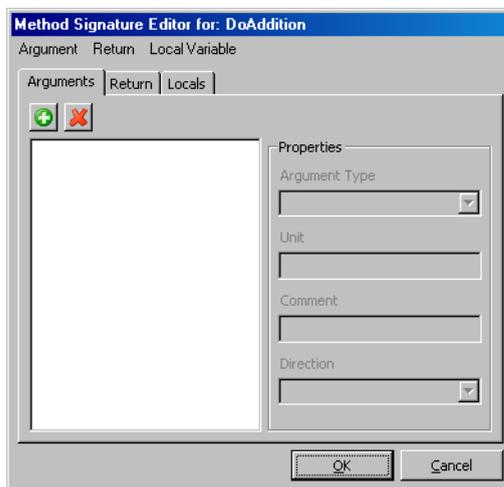 Method Signature Editor for: DoAddition
Argument Return Local Variable
Arguments Return Locals
Properties
Argument Type
Unit
Comment
Direction
OK Cancel